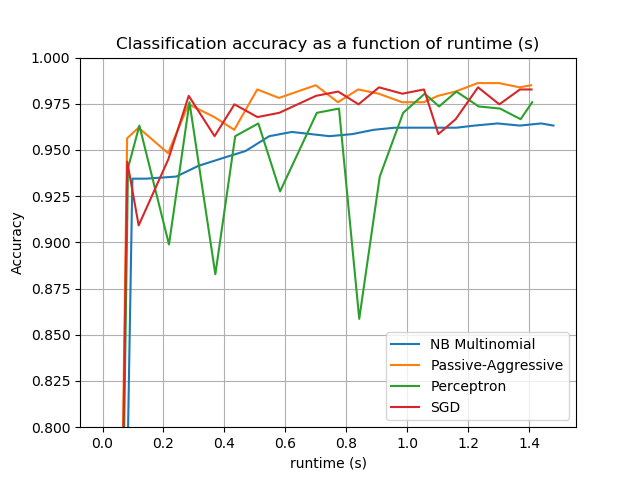 Classification accuracy as a function of runtime (s)
1.000
0.975
0.950
0.925
0.900
0.875
0.850
0.825
0.800
Accuracy
NB Multinomial
Passive-Aggressive
Perceptron
SGD
0.0 0.2 0.4 0.6 0.8 1.0 1.2 1.4
runtime (s)